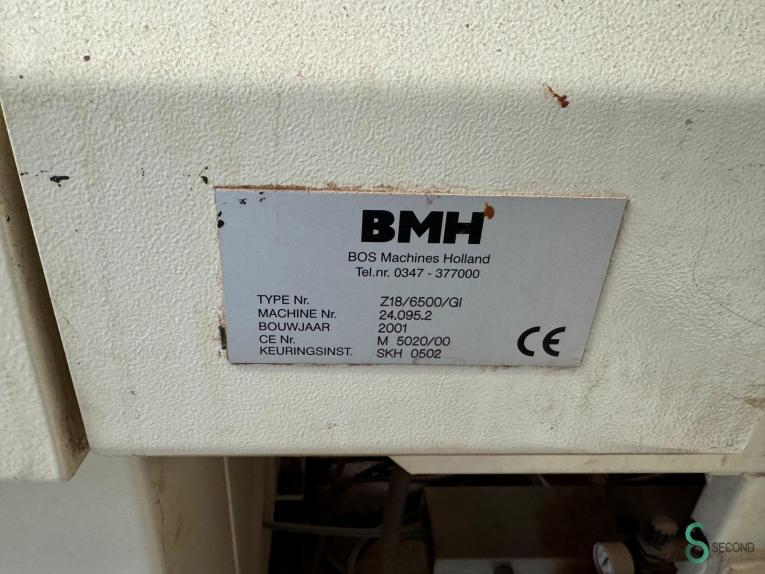 BMH
BOS Machines Holland
Tel.nr. 0347 - 377000
TYPE Nr. Z18/6500/GI
MACHINE Nr. 24.095.2
BOUWJAAR 2001
CE Nr. M 5020/00
KEURINGSINST. SKH 0502
CE
SECOND